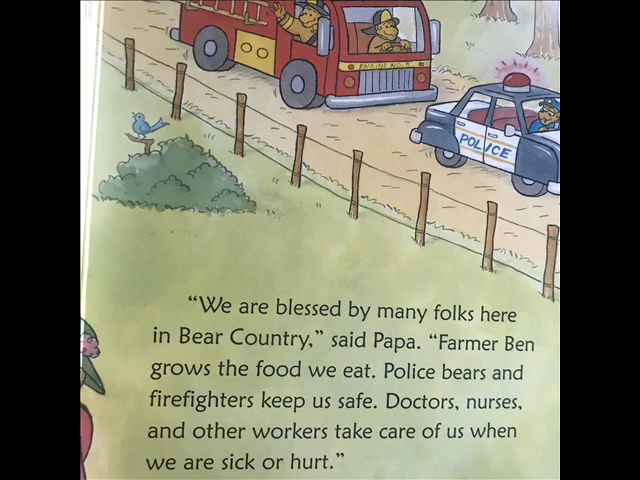 ENGINE NO. 5
POLICE
“We are blessed by many folks here
in Bear Country,” said Papa. “Farmer Ben
grows the food we eat. Police bears and
firefighters keep us safe. Doctors, nurses,
and other workers take care of us when
we are sick or hurt.”